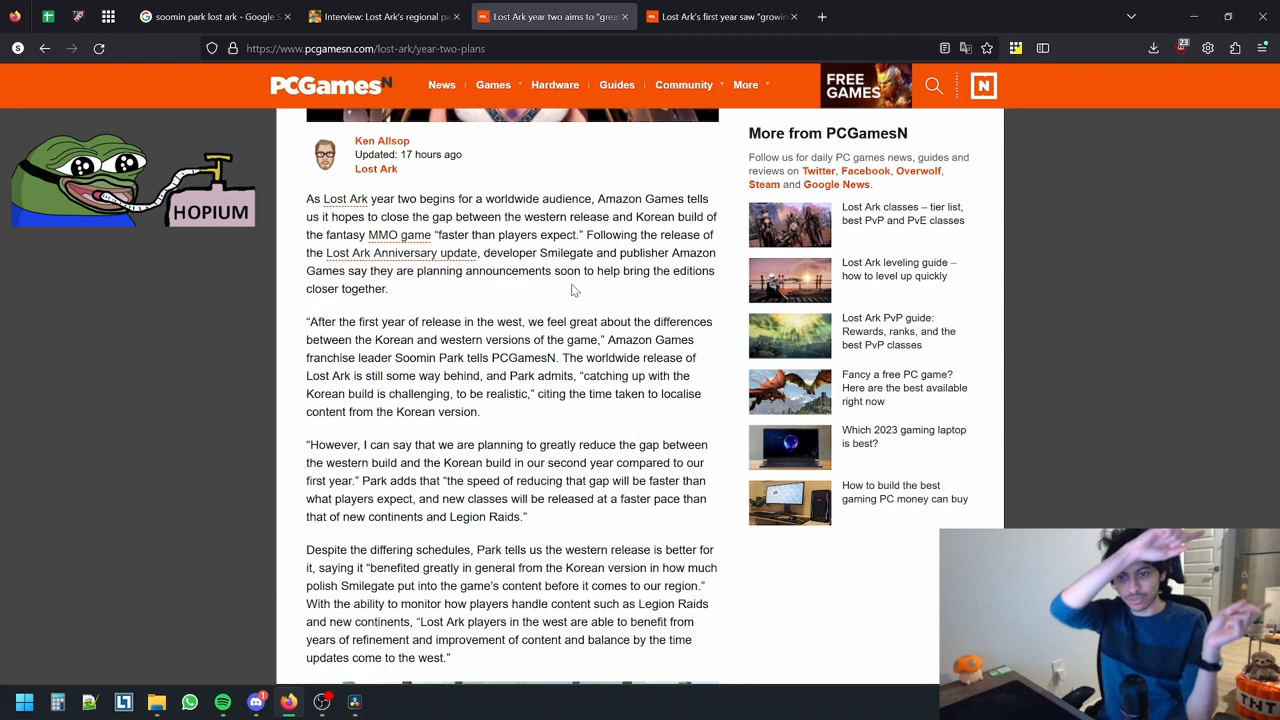 soomin park lost ark - Google S
Interview: Lost Ark's regional pa
Lost Ark year two aims to "grea
Lost Ark's first year saw "growin
https://www.pcgamesn.com/lost-ark/year-two-plans
23
PCGamesN
News
Games
Hardware
Guides
Community
More
FREE
GAMES
N
HOPIUM
Ken Allsop
Updated: 17 hours ago
Lost Ark
As Lost Ark year two begins for a worldwide audience, Amazon Games tells
us it hopes to close the gap between the western release and Korean build of
the fantasy MMO game “faster than players expect.” Following the release of
the Lost Ark Anniversary update, developer Smilegate and publisher Amazon
Games say they are planning announcements soon to help bring the editions
closer together.
“After the first year of release in the west, we feel great about the differences
between the Korean and western versions of the game,” Amazon Games
franchise leader Soomin Park tells PCGamesN. The worldwide release of
Lost Ark is still some way behind, and Park admits, “catching up with the
Korean build is challenging, to be realistic,” citing the time taken to localise
content from the Korean version.
“However, I can say that we are planning to greatly reduce the gap between
the western build and the Korean build in our second year compared to our
first year.” Park adds that “the speed of reducing that gap will be faster than
what players expect, and new classes will be released at a faster pace than
that of new continents and Legion Raids.”
Despite the differing schedules, Park tells us the western release is better for
it, saying it “benefited greatly in general from the Korean version in how much
polish Smilegate put into the game’s content before it comes to our region.”
With the ability to monitor how players handle content such as Legion Raids
and new continents, “Lost Ark players in the west are able to benefit from
years of refinement and improvement of content and balance by the time
updates come to the west.”
More from PCGamesN
Follow us for daily PC games news, guides and
reviews on Twitter, Facebook, Overwolf,
Steam and Google News.
Lost Ark classes – tier list,
best PvP and PvE classes
Lost Ark leveling guide –
how to level up quickly
Lost Ark PvP guide:
Rewards, ranks, and the
best PvP classes
Fancy a free PC game?
Here are the best available
right now
Which 2023 gaming laptop
is best?
How to build the best
gaming PC money can buy
TNT